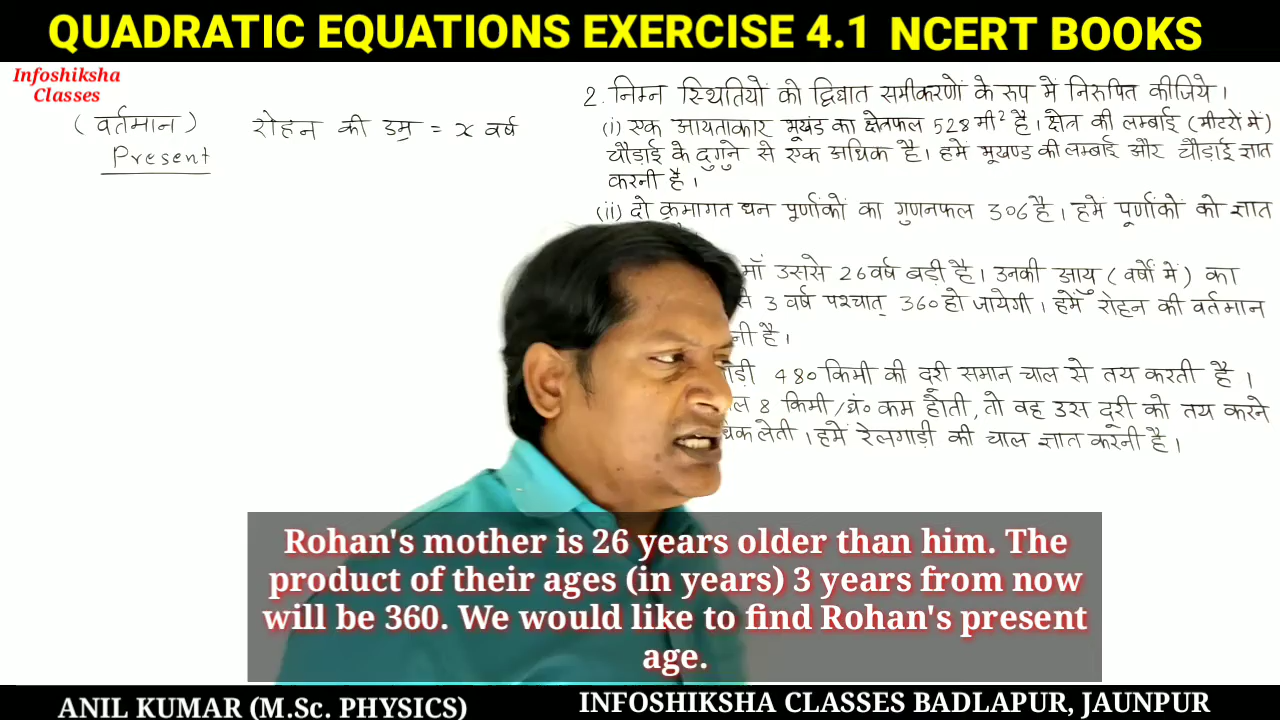 QUADRATIC EQUATIONS EXERCISE 4.1 NCERT BOOKS
Infoshiksha
Classes
(वर्तमान) रोहन की उम्र = x वर्ष
Present
2. निम्न स्थितियों को द्विघात समीकरणों के रूप में निरुपित कीजिये।
(i) एक आयताकार भूखंड का क्षेत्रफल 528 मी² है। क्षेत्र की लम्बाई (मीटरों में)
चौड़ाई के दुगुने से एक अधिक है। हमें भूखण्ड की लम्बाई और चौड़ाई ज्ञात
करनी है।
(ii) दो क्रमागत धन पूर्णांकों का गुणनफल 306 है। हमें पूर्णांकों को ज्ञात
माँ उससे 26 वर्ष बड़ी है। उनकी आयु (वर्षों में) का
से 3 वर्ष पश्चात् 360 हो जायेगी। हमें रोहन की वर्तमान
है।
480 किमी की दूरी समान चाल से तय करती है।
8 किमी/घं० कम होती, तो वह उस दूरी को तय करने
लेती। हमें रेलगाड़ी की चाल ज्ञात करनी है।
Rohan's mother is 26 years older than him. The
product of their ages (in years) 3 years from now
will be 360. We would like to find Rohan's present
age.
ANIL KUMAR (M.Sc. PHYSICS)
INFOSHIKSHA CLASSES BADLAPUR, JAUNPUR